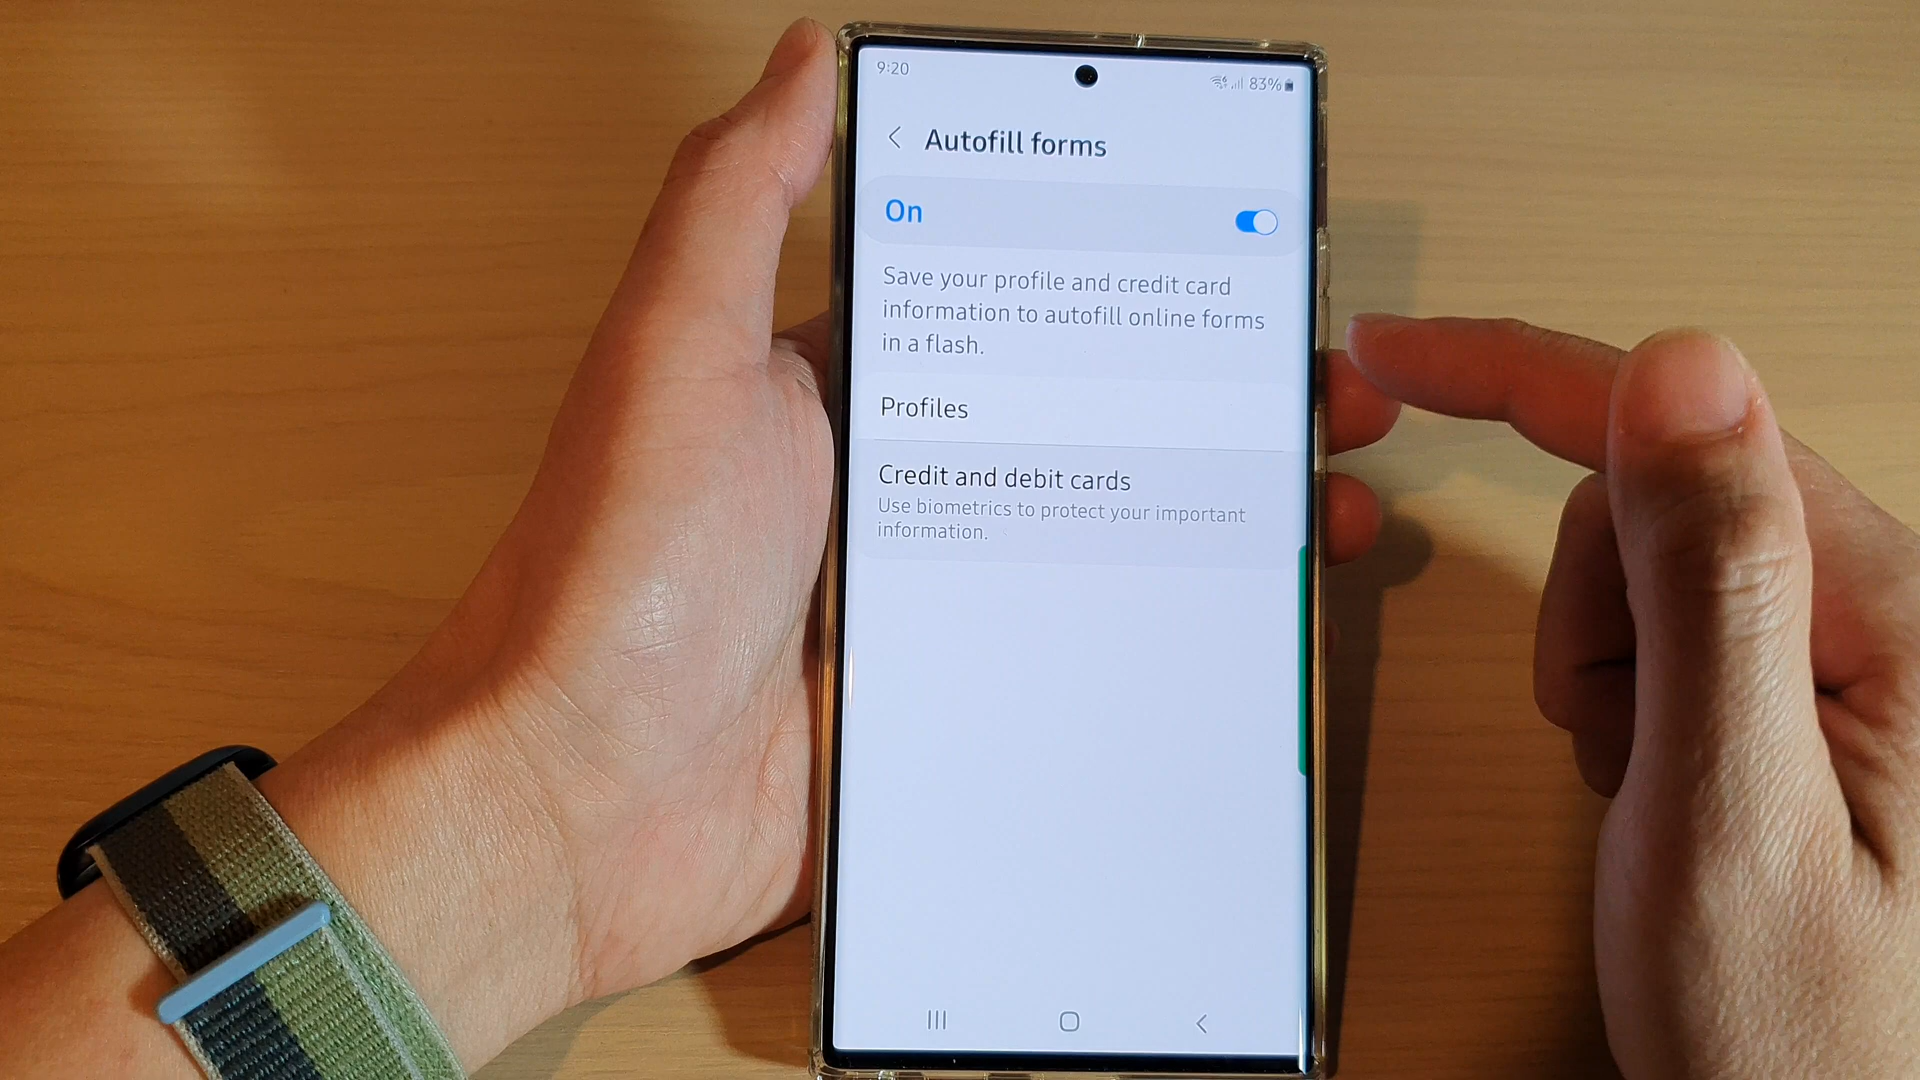 9:20
83%
Autofill forms
On
Save your profile and credit card
information to autofill online forms
in a flash.
Profiles
Credit and debit cards
Use biometrics to protect your important
information.